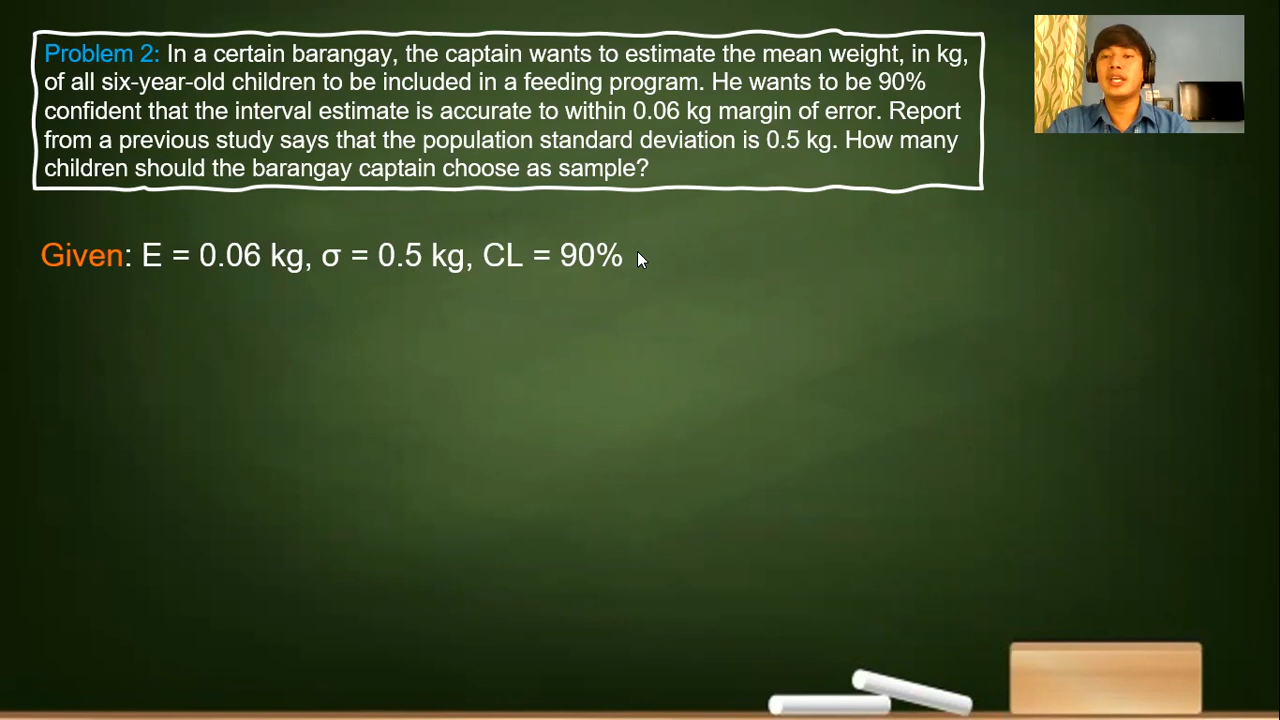 Problem 2: In a certain barangay, the captain wants to estimate the mean weight, in kg,
of all six-year-old children to be included in a feeding program. He wants to be 90%
confident that the interval estimate is accurate to within 0.06 kg margin of error. Report
from a previous study says that the population standard deviation is 0.5 kg. How many
children should the barangay captain choose as sample?
Given: E = 0.06 kg, σ = 0.5 kg, CL = 90%